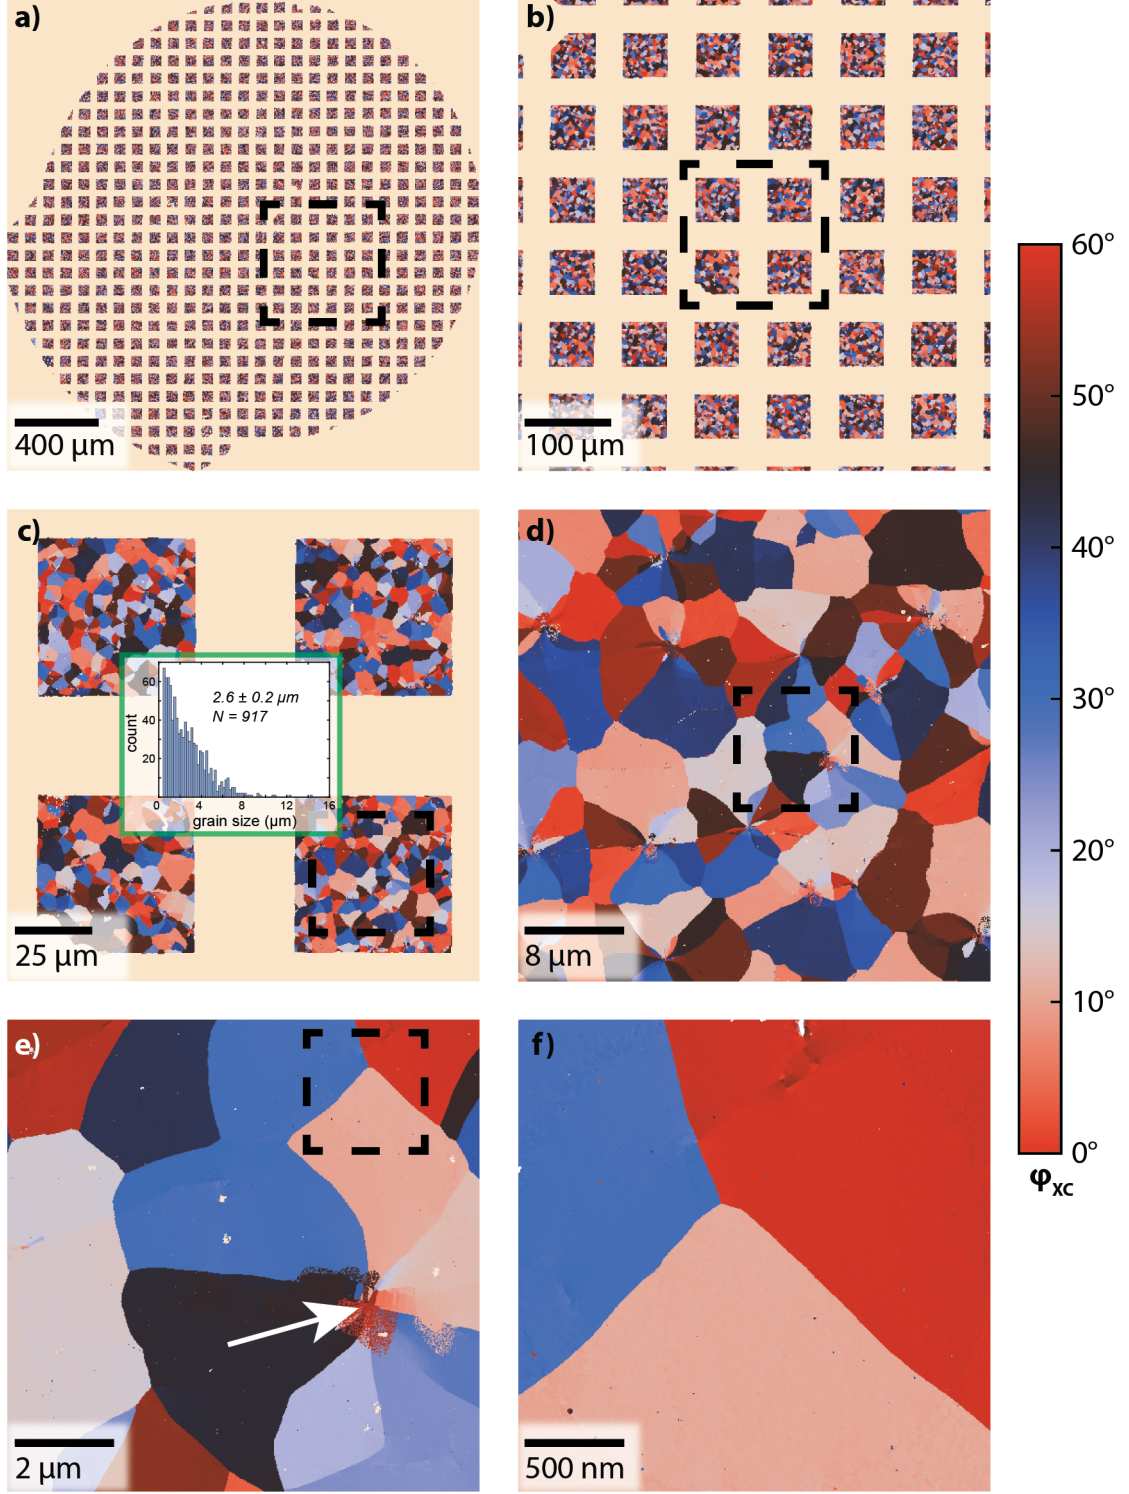 a)
400 µm
b)
100 µm
c)
60
40
20
count
2.6 ± 0.2 µm
N = 917
0 4 8 12 16
grain size (µm)
25 µm
d)
8 µm
e)
2 µm
f)
500 nm
60°
50°
40°
30°
20°
10°
0°
φXC